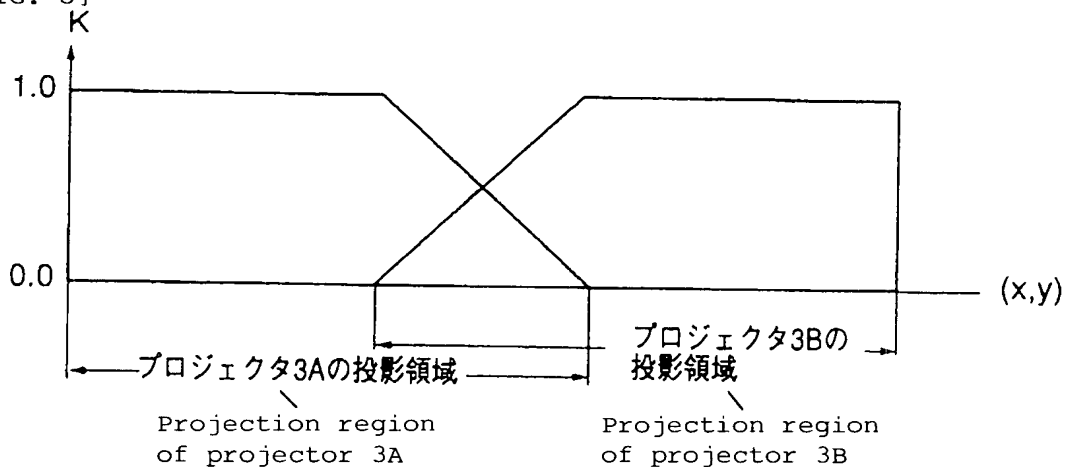 K
1.0
0.0
(x,y)
プロジェクタ3Aの投影領域
プロジェクタ3Bの
投影領域
Projection region
of projector 3A
Projection region
of projector 3B